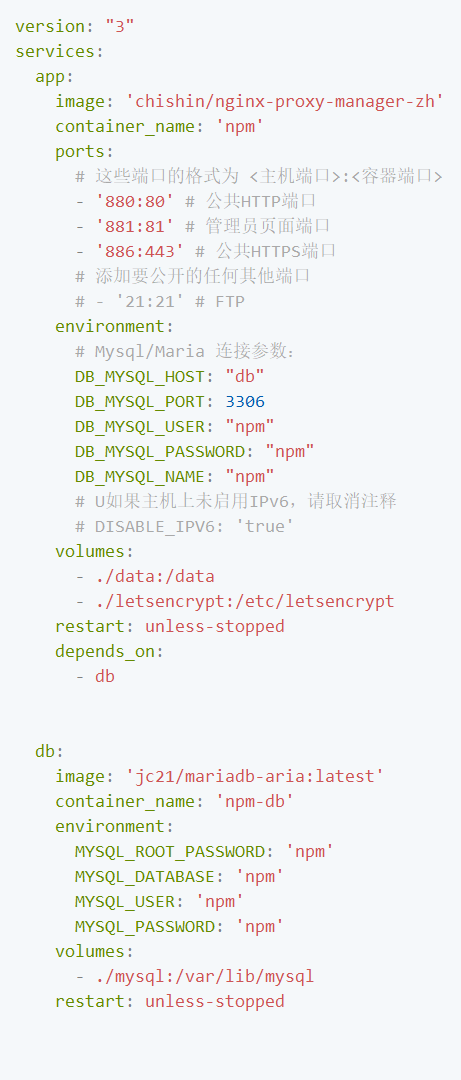 version: "3"
services:
  app:
    image: 'chishin/nginx-proxy-manager-zh'
    container_name: 'npm'
    ports:
      # 这些端口的格式为 <主机端口>:<容器端口>
      - '880:80' # 公共HTTP端口
      - '881:81' # 管理员页面端口
      - '886:443' # 公共HTTPS端口
      # 添加要公开的任何其他端口
      # - '21:21' # FTP
    environment:
      # Mysql/Maria 连接参数:
      DB_MYSQL_HOST: "db"
      DB_MYSQL_PORT: 3306
      DB_MYSQL_USER: "npm"
      DB_MYSQL_PASSWORD: "npm"
      DB_MYSQL_NAME: "npm"
      # U如果主机上未启用IPv6，请取消注释
      # DISABLE_IPV6: 'true'
    volumes:
      - ./data:/data
      - ./letsencrypt:/etc/letsencrypt
    restart: unless-stopped
    depends_on:
      - db
  db:
    image: 'jc21/mariadb-aria:latest'
    container_name: 'npm-db'
    environment:
      MYSQL_ROOT_PASSWORD: 'npm'
      MYSQL_DATABASE: 'npm'
      MYSQL_USER: 'npm'
      MYSQL_PASSWORD: 'npm'
    volumes:
      - ./mysql:/var/lib/mysql
    restart: unless-stopped